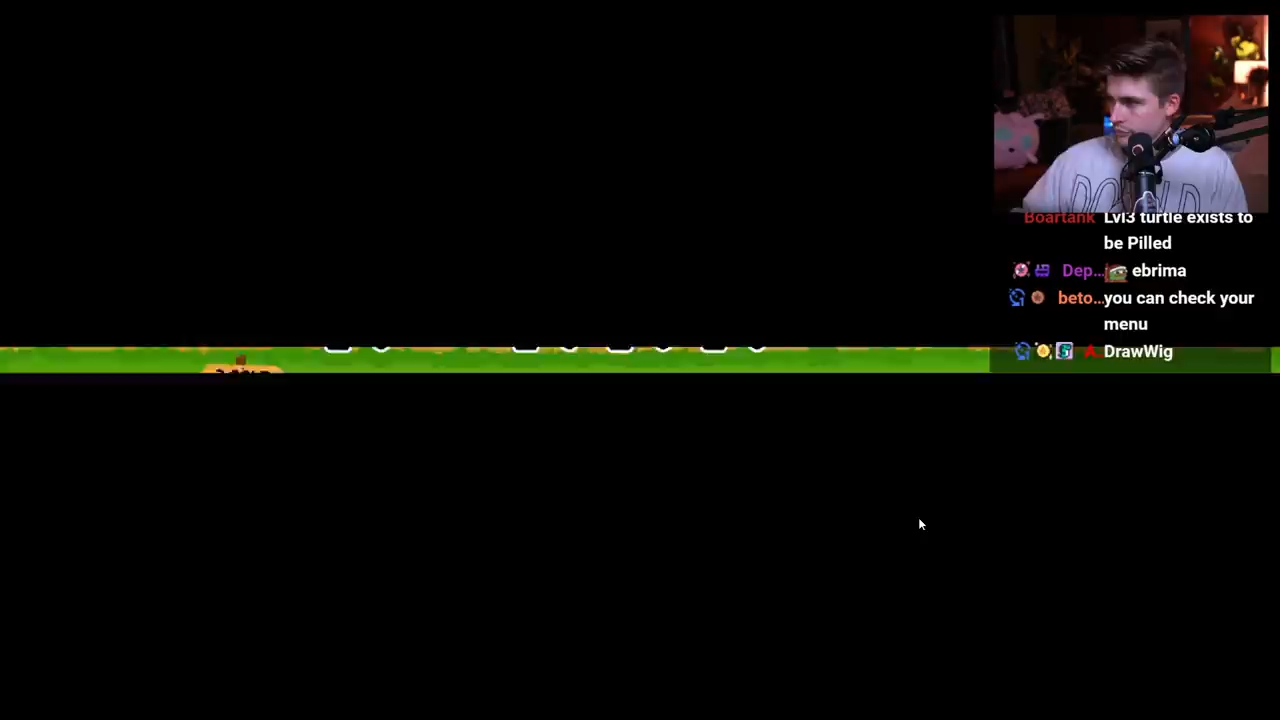 Boartank Lvl3 turtle exists to
be Pilled
Dep... ebrima
beto... you can check your
menu
A... DrawWig